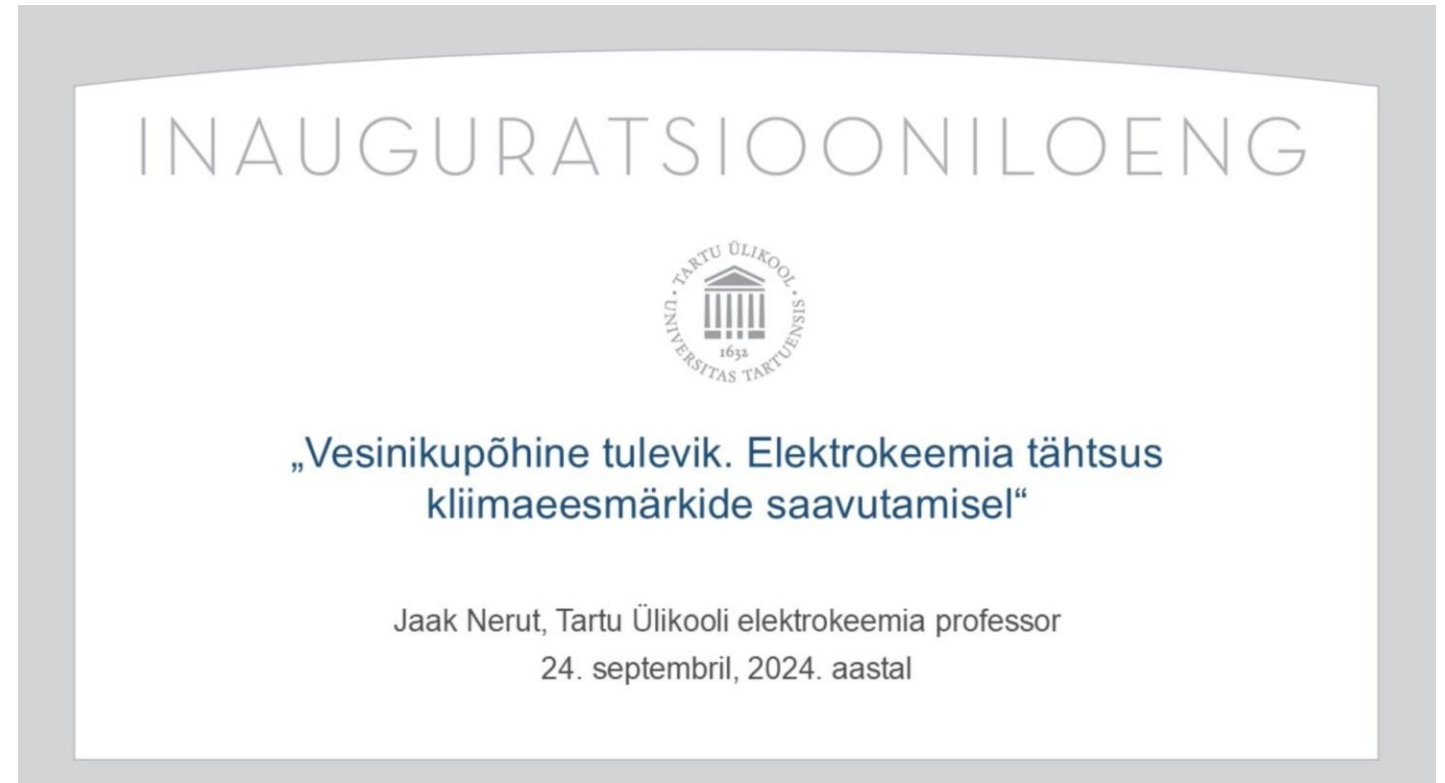 INAUGURATSIOONILOENG
TARTU ÜLIKOOL · UNIVERSITAS TARTUENSIS ·
1632
„Vesinikupõhine tulevik. Elektrokeemia tähtsus
kliimaeesmärkide saavutamisel“
Jaak Nerut, Tartu Ülikooli elektrokeemia professor
24. septembril, 2024. aastal